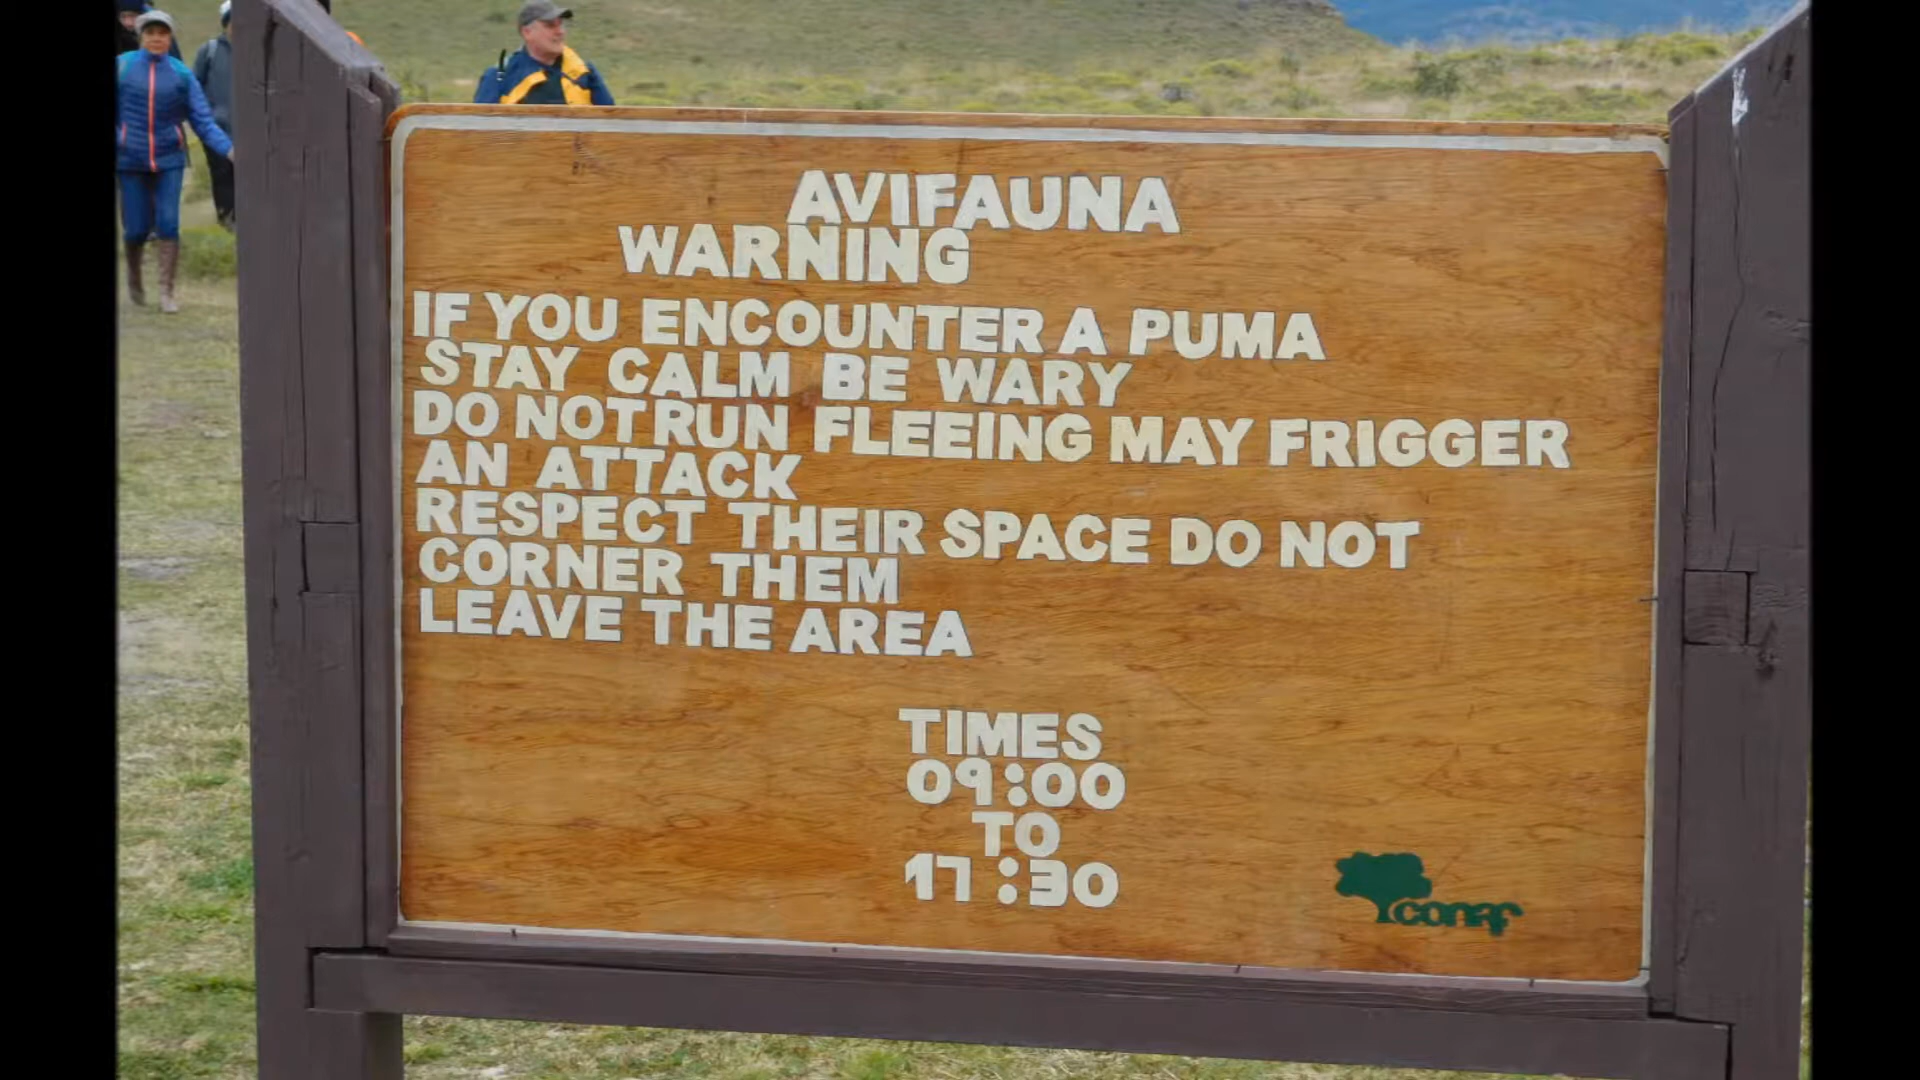 AVIFAUNA
WARNING
IF YOU ENCOUNTER A PUMA
STAY CALM BE WARY
DO NOT RUN FLEEING MAY FRIGGER
AN ATTACK
RESPECT THEIR SPACE DO NOT
CORNER THEM
LEAVE THE AREA
TIMES
09:00
TO
17:30
conaf